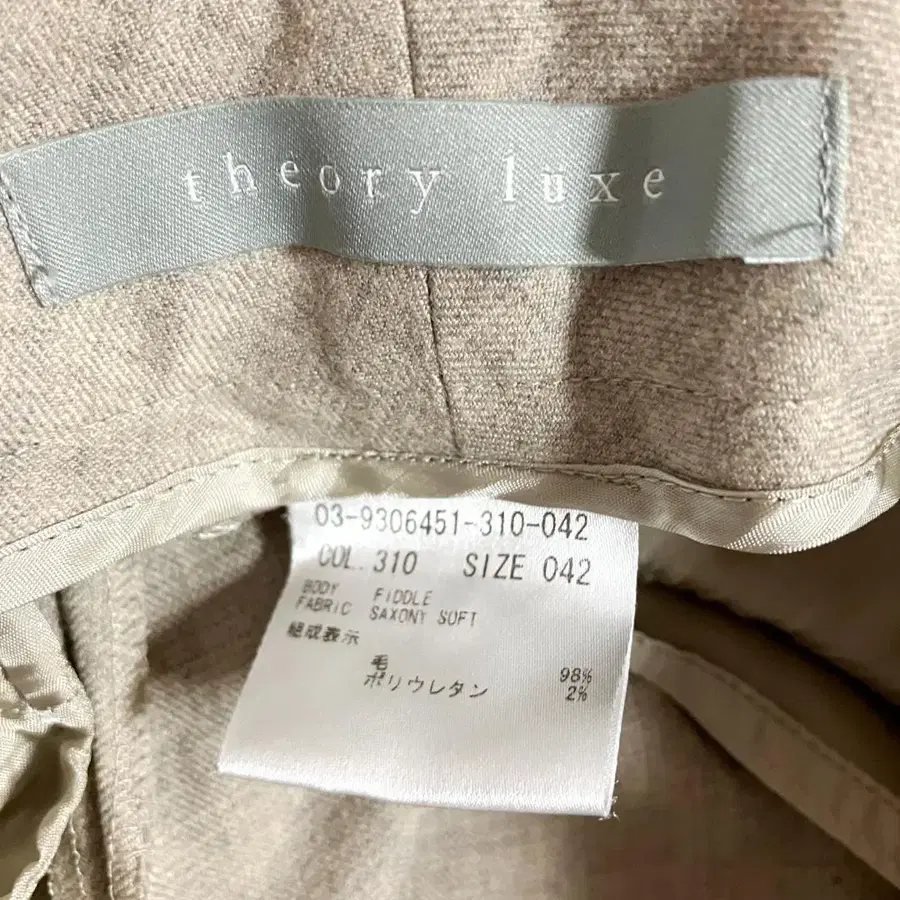 theory luxe
03-9306451-310-042
COL. 310 SIZE 042
BODY FIDDLE
FABRIC SAXONY SOFT
組成表示
毛 98%
ポリウレタン 2%